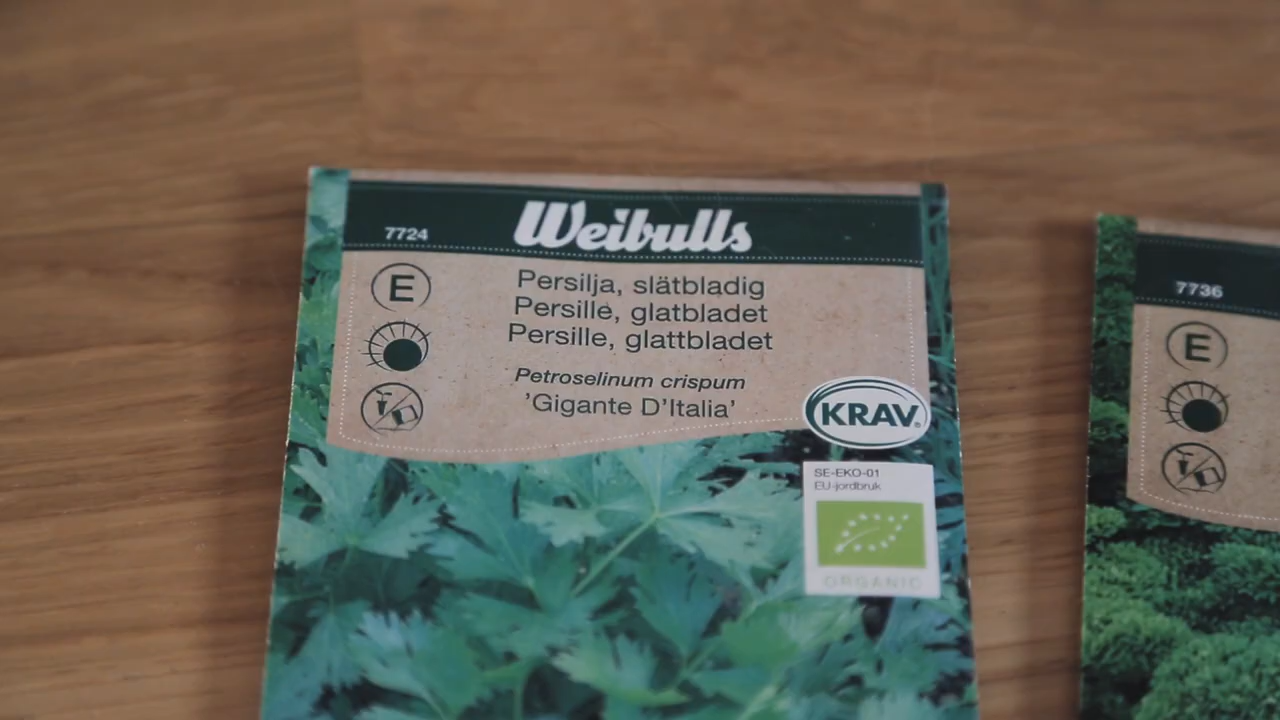 7724
Weibulls
E
Persilja, slätbladig
Persille, glatbladet
Persille, glattbladet
Petroselinum crispum
'Gigante D'Italia'
KRAV®
SE-EKO-01
EU-jordbruk
ORGANIC
7736
E